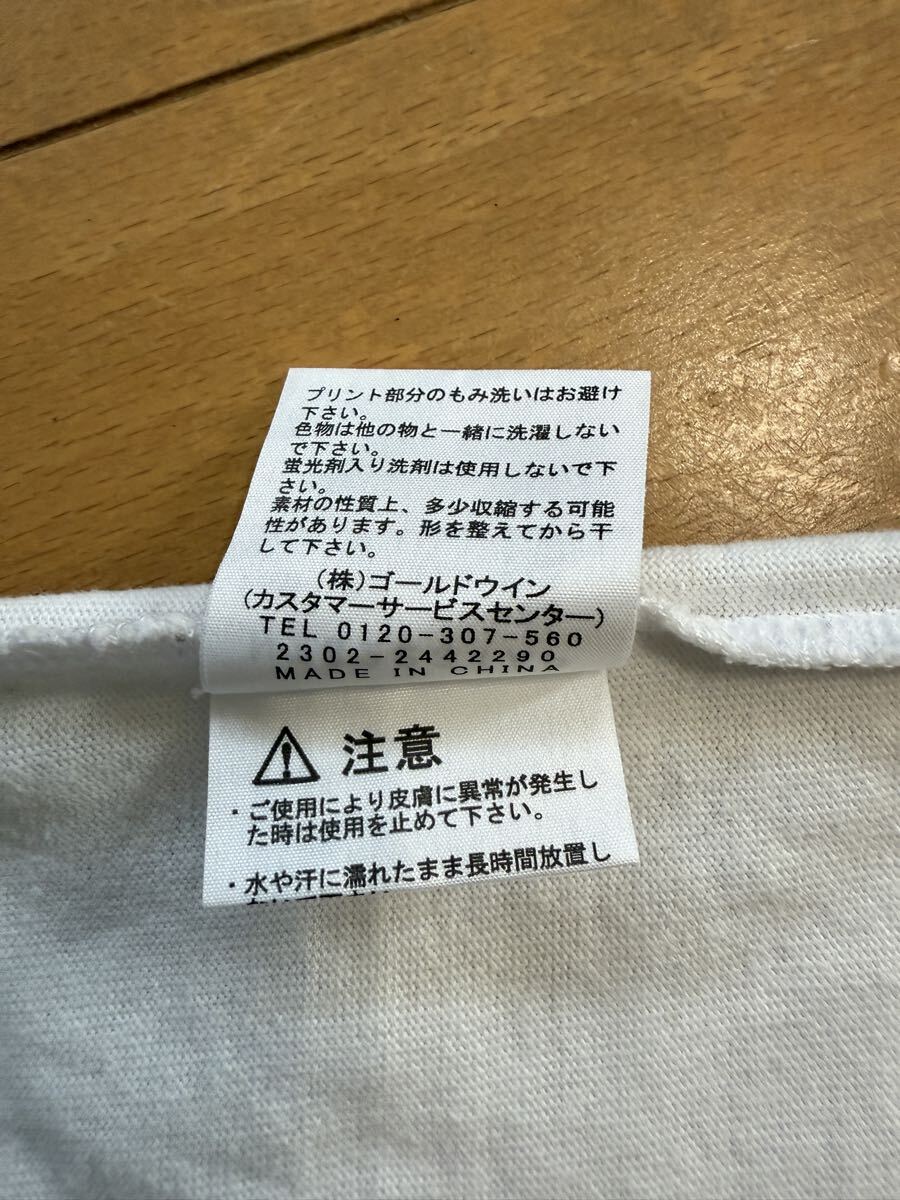 プリント部分のもみ洗いはお避け
下さい。
色物は他の物と一緒に洗濯しない
で下さい。
蛍光剤入り洗剤は使用しないで下
さい。
素材の性質上、多少収縮する可能
性があります。形を整えてから干
して下さい。
(株)ゴールドウイン
(カスタマーサービスセンター)
TEL 0120-307-560
2302-2442290
MADE IN CHINA
注意
・ご使用により皮膚に異常が発生し
た時は使用を止めて下さい。
・水や汗に濡れたまま長時間放置し